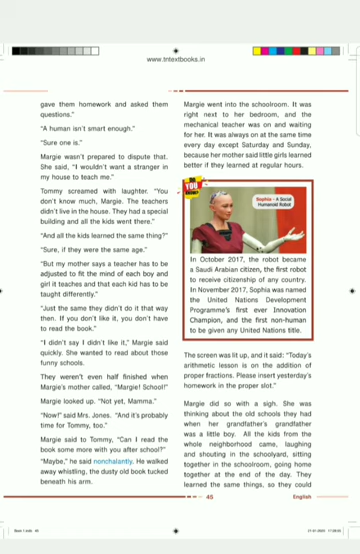 www.tntextbooks.in
gave them homework and asked them
questions."
"A human isn't smart enough."
"Sure one is."
Margie wasn't prepared to dispute that.
She said, "I wouldn't want a stranger in
my house to teach me."
Tommy screamed with laughter. "You
don't know much, Margie. The teachers
didn't live in the house. They had a special
building and all the kids went there."
"And all the kids learned the same thing?"
"Sure, if they were the same age."
"But my mother says a teacher has to be
adjusted to fit the mind of each boy and
girl it teaches and that each kid has to be
taught differently."
"Just the same they didn't do it that way
then. If you don't like it, you don't have
to read the book."
"I didn't say I didn't like it," Margie said
quickly. She wanted to read about those
funny schools.
They weren't even half finished when
Margie's mother called, "Margie! School!"
Margie looked up. "Not yet, Mamma."
"Now!" said Mrs. Jones. "And it's probably
time for Tommy, too."
Margie said to Tommy, "Can I read the
book some more with you after school?"
"Maybe," he said nonchalantly. He walked
away whistling, the dusty old book tucked
beneath his arm.
Margie went into the schoolroom. It was
right next to her bedroom, and the
mechanical teacher was on and waiting
for her. It was always on at the same time
every day except Saturday and Sunday,
because her mother said little girls learned
better if they learned at regular hours.
DO
YOU
KNOW?
Sophia - A Social
Humanoid Robot
In October 2017, the robot became
a Saudi Arabian citizen, the first robot
to receive citizenship of any country.
In November 2017, Sophia was named
the United Nations Development
Programme's first ever Innovation
Champion, and the first non-human
to be given any United Nations title.
The screen was lit up, and it said: "Today's
arithmetic lesson is on the addition of
proper fractions. Please insert yesterday's
homework in the proper slot."
Margie did so with a sigh. She was
thinking about the old schools they had
when her grandfather's grandfather
was a little boy. All the kids from the
whole neighborhood came, laughing
and shouting in the schoolyard, sitting
together in the schoolroom, going home
together at the end of the day. They
learned the same things, so they could
45
English